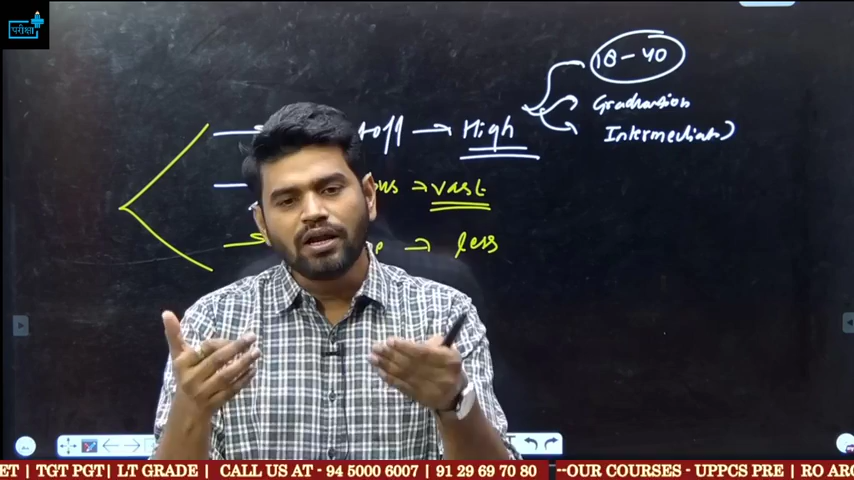 परीक्षा
18-40
Graduation
→ High
Intermediate)
→ vast
→ less
ET | TGT PGT| LT GRADE | CALL US AT - 94 5000 6007 | 91 29 69 70 80 --OUR COURSES - UPPCS PRE | RO ARO